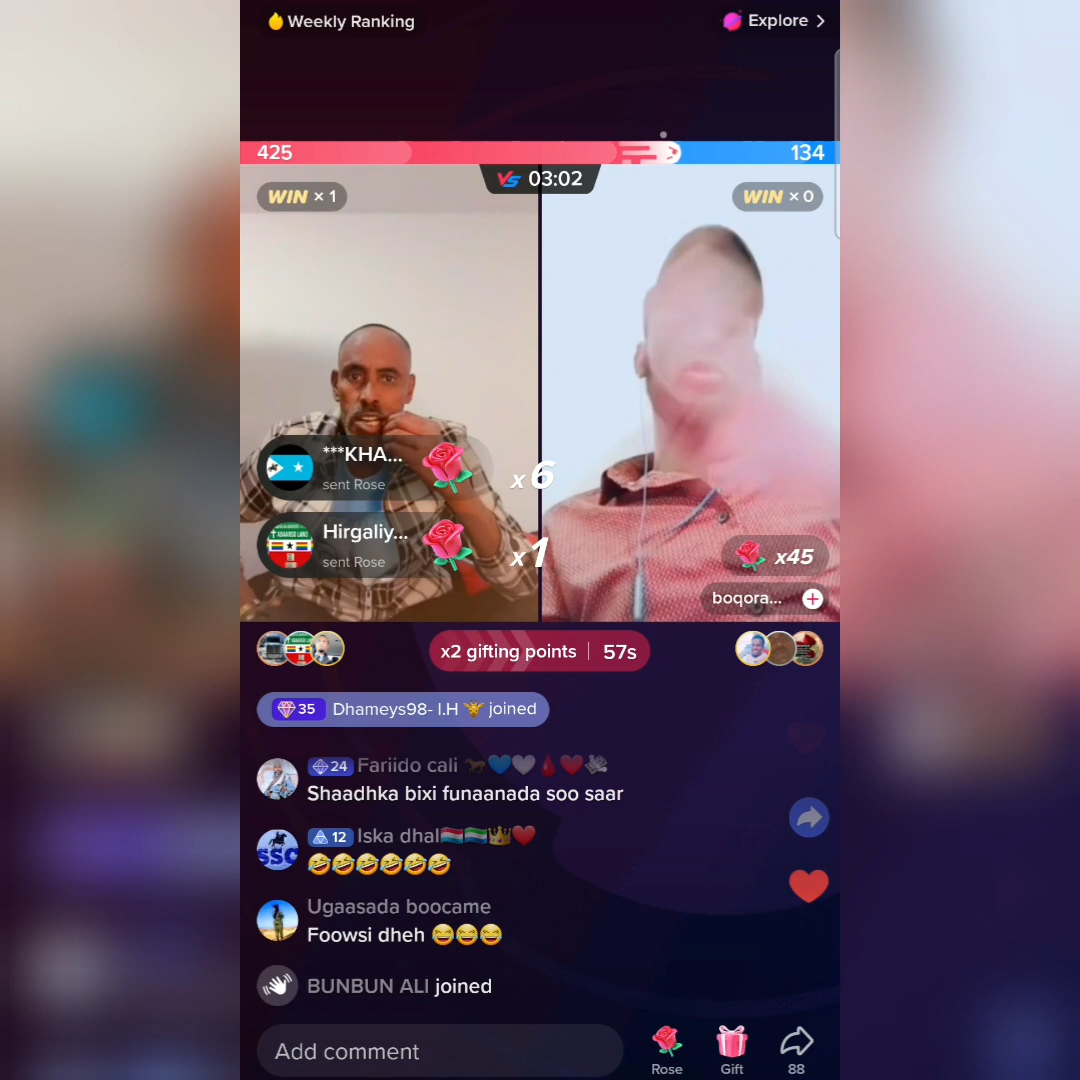 Weekly Ranking
Explore
425
134
VS 03:02
WIN × 1
WIN × 0
***KHA...
sent Rose
x6
Hirgaliy...
sent Rose
x1
x45
boqora...
x2 gifting points
57s
35 Dhameys98- I.H joined
24 Fariido cali
Shaadhka bixi funaanada soo saar
12 Iska dhal
SSC
Ugaasada boocame
Foowsi dheh
BUNBUN ALI joined
Add comment
Rose
Gift
88